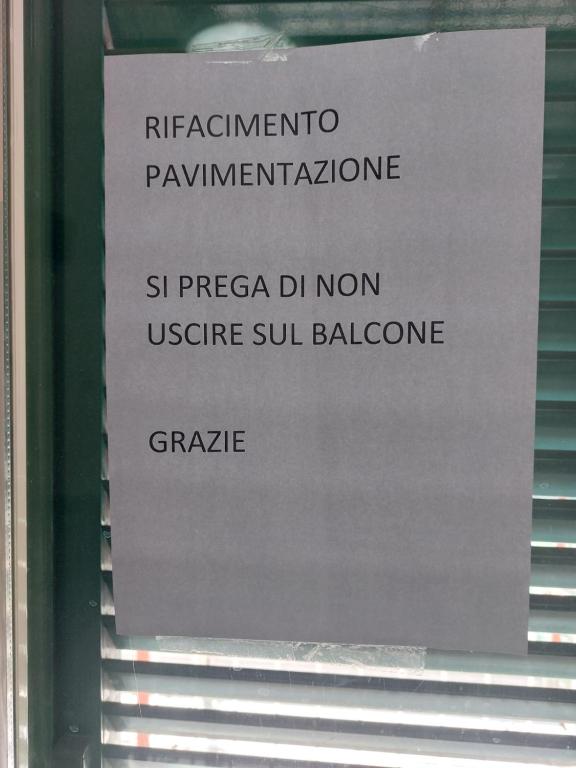 RIFACIMENTO
PAVIMENTAZIONE
SI PREGA DI NON
USCIRE SUL BALCONE
GRAZIE